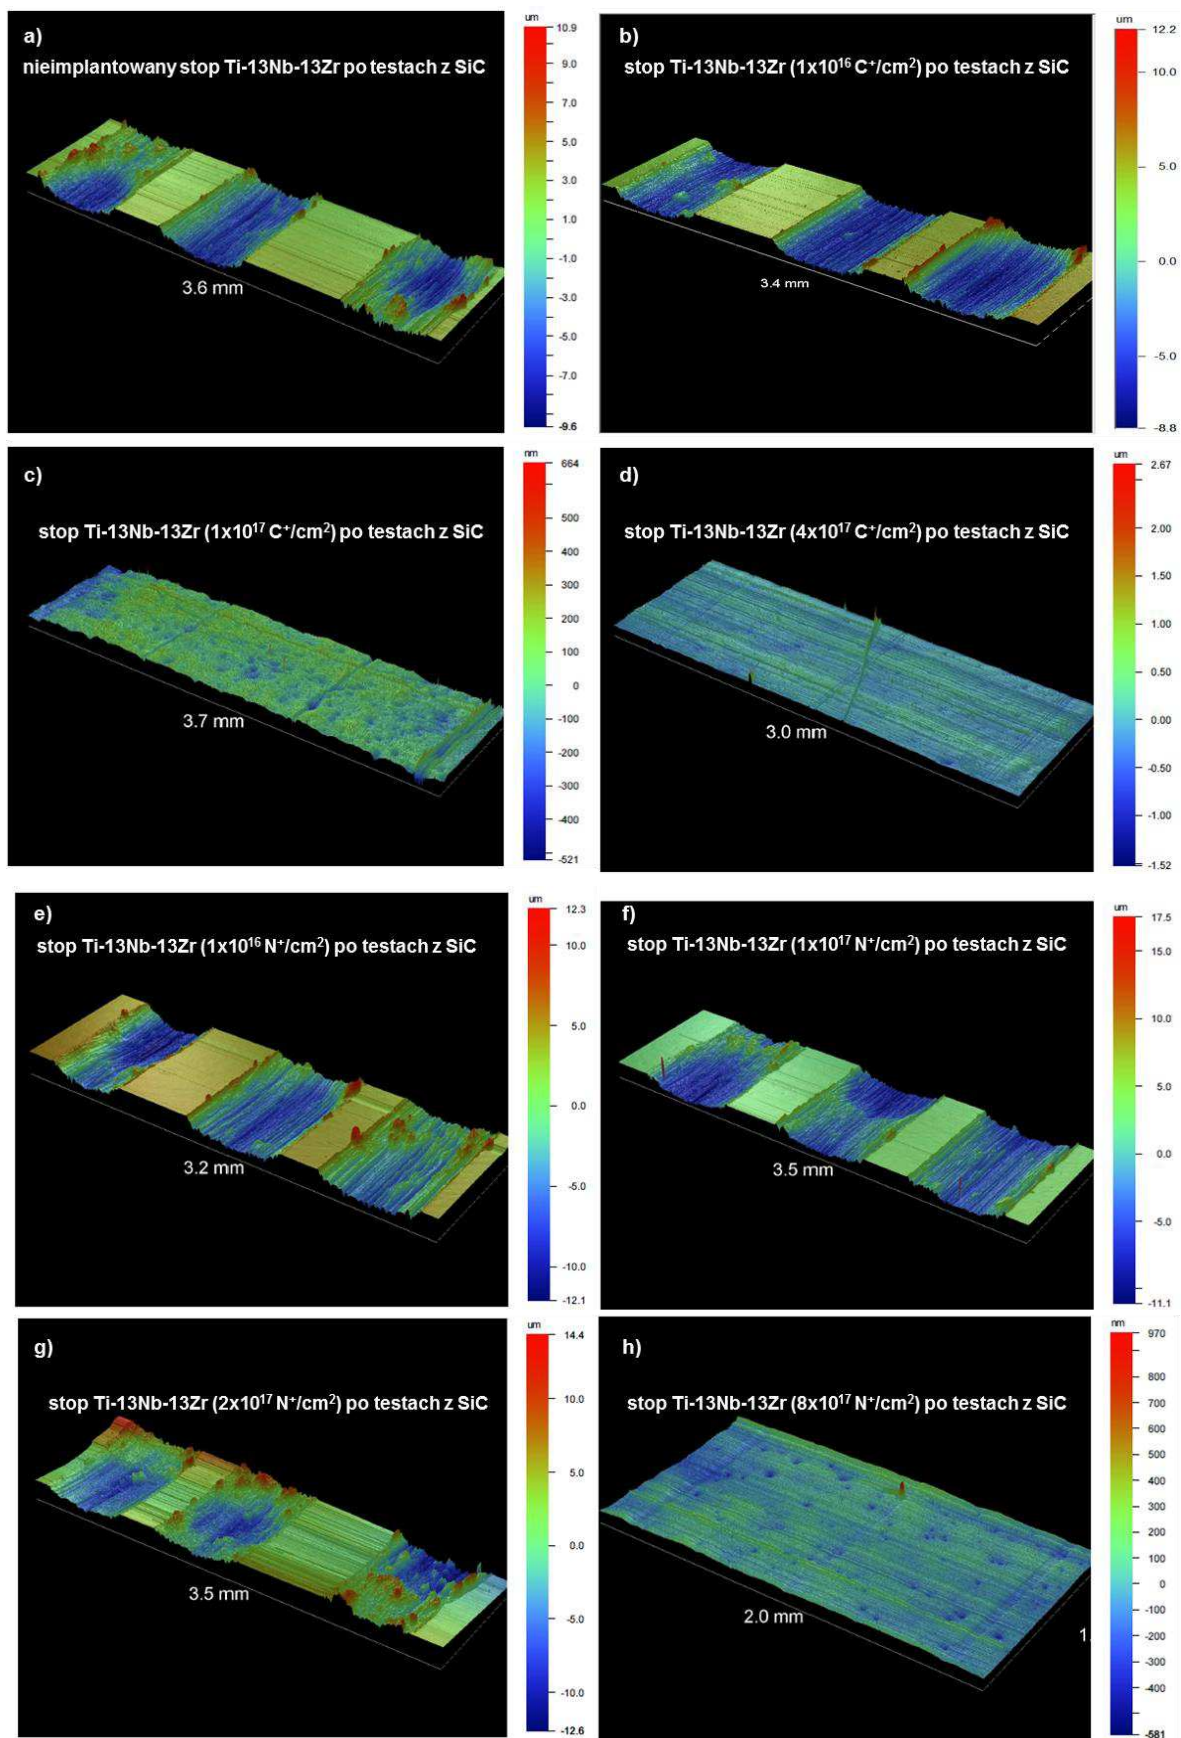 a)
nieimplantowany stop Ti-13Nb-13Zr po testach z SiC
3.6 mm
um
10.9
9.0
7.0
5.0
3.0
1.0
-1.0
-3.0
-5.0
-7.0
-9.6
b)
stop Ti-13Nb-13Zr (1x10¹⁶ C⁺/cm²) po testach z SiC
3.4 mm
um
12.2
10.0
5.0
0.0
-5.0
-8.8
c)
stop Ti-13Nb-13Zr (1x10¹⁷ C⁺/cm²) po testach z SiC
3.7 mm
nm
664
500
400
300
200
100
0
-100
-200
-300
-400
-521
d)
stop Ti-13Nb-13Zr (4x10¹⁷ C⁺/cm²) po testach z SiC
3.0 mm
um
2.67
2.00
1.50
1.00
0.50
0.00
-0.50
-1.00
-1.52
e)
stop Ti-13Nb-13Zr (1x10¹⁶ N⁺/cm²) po testach z SiC
3.2 mm
um
12.3
10.0
5.0
0.0
-5.0
-10.0
-12.1
f)
stop Ti-13Nb-13Zr (1x10¹⁷ N⁺/cm²) po testach z SiC
3.5 mm
um
17.5
15.0
10.0
5.0
0.0
-5.0
-11.1
g)
stop Ti-13Nb-13Zr (2x10¹⁷ N⁺/cm²) po testach z SiC
3.5 mm
um
14.4
10.0
5.0
0.0
-5.0
-10.0
-12.6
h)
stop Ti-13Nb-13Zr (8x10¹⁷ N⁺/cm²) po testach z SiC
2.0 mm
1.
nm
970
800
700
600
500
400
300
200
100
0
-100
-200
-300
-400
-581